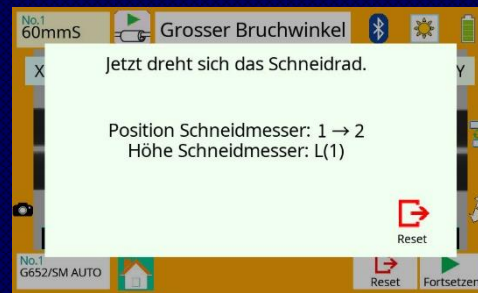 No.1
60mmS
Grosser Bruchwinkel
X
Y
Jetzt dreht sich das Schneidrad.
Position Schneidmesser: 1 → 2
Höhe Schneidmesser: L(1)
Reset
No.1
G652/SM AUTO
Reset
Fortsetzen